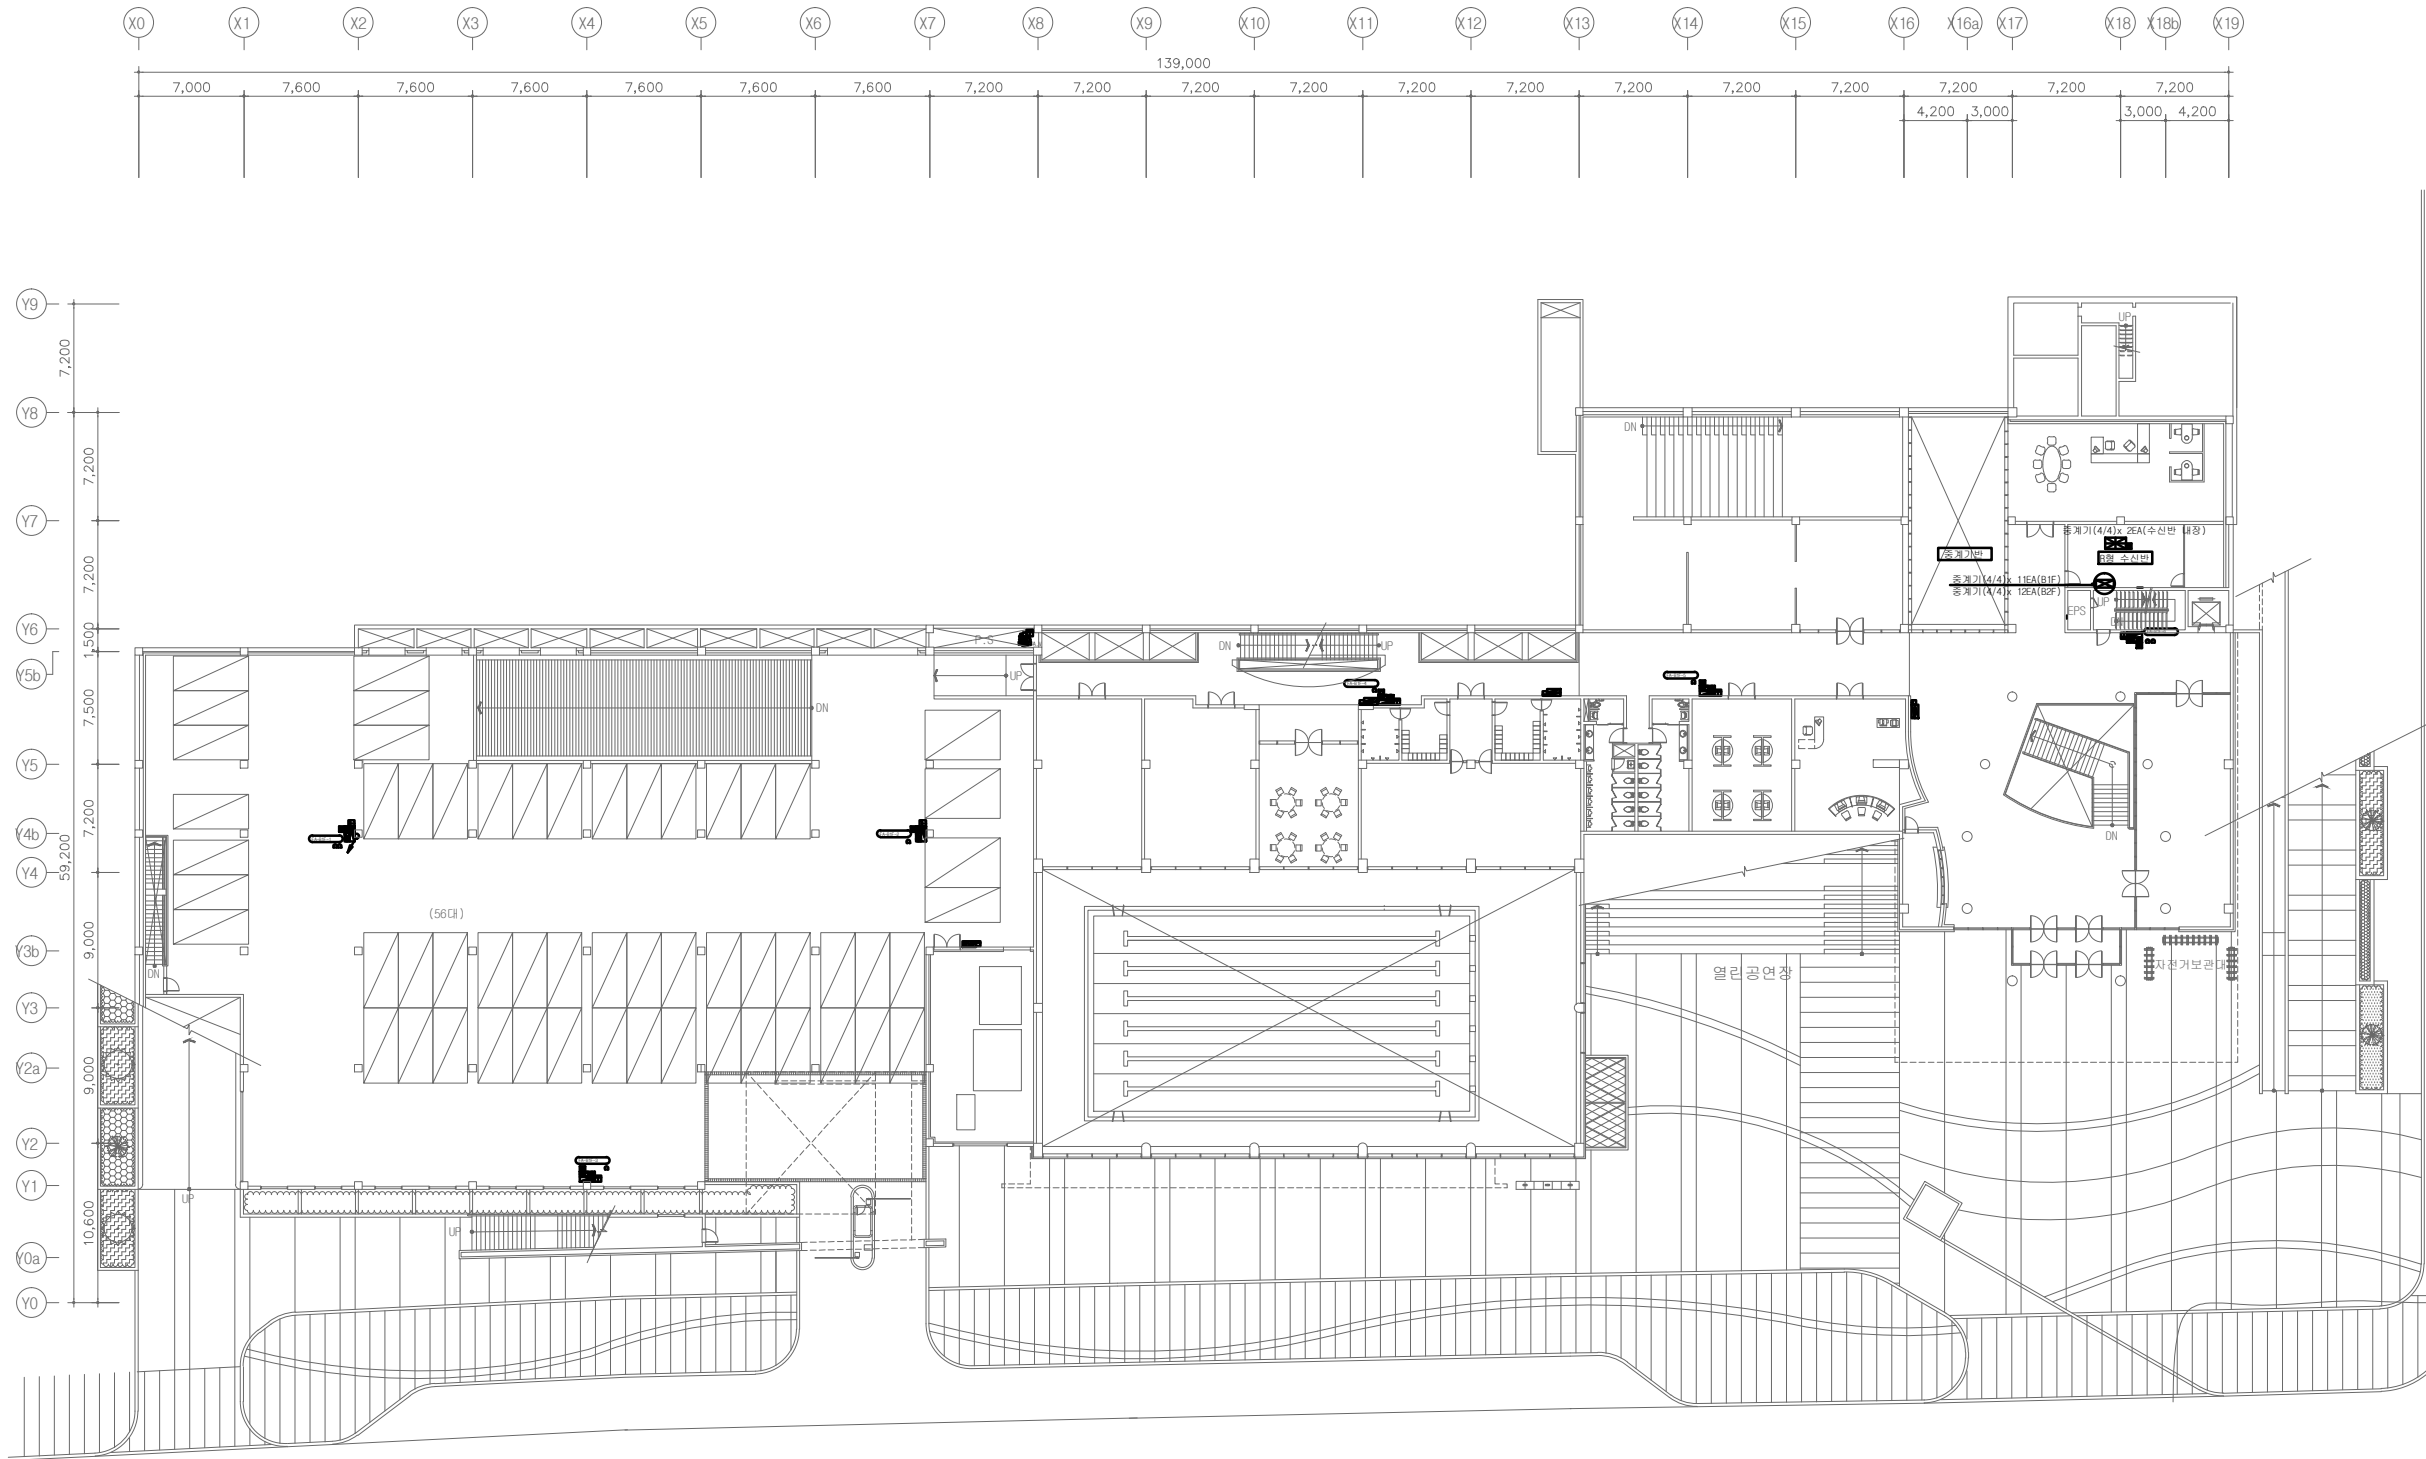 X0 X1 X2 X3 X4 X5 X6 X7 X8 X9 X10 X11 X12 X13 X14 X15 X16 X16a X17 X18 X18b X19
139,000
7,000 7,600 7,600 7,600 7,600 7,600 7,600 7,200 7,200 7,200 7,200 7,200 7,200 7,200 7,200 7,200 7,200 7,200 7,200
4,200 3,000 3,000 4,200
Y9
7,200
UP
Y8
DN
7,200
Y7
중계기(4/4)x 2EA(수신반 내장)
중계기반
R형 수신반
7,200
중계기(4/4)x 11EA(B1F)
중계기(4/4)x 12EA(B2F)
UP
EPS
DN
Y6
1,500
P.S
DN
UP
Y5b
UP
7,500
DN
Y5
7,200
Y4b
DN
59,200
Y4
(56대)
9,000
Y3b
DN
열린공연장
자전거보관대
Y3
Y2a
9,000
Y2
Y1
UP
10,600
UP
Y0a
Y0